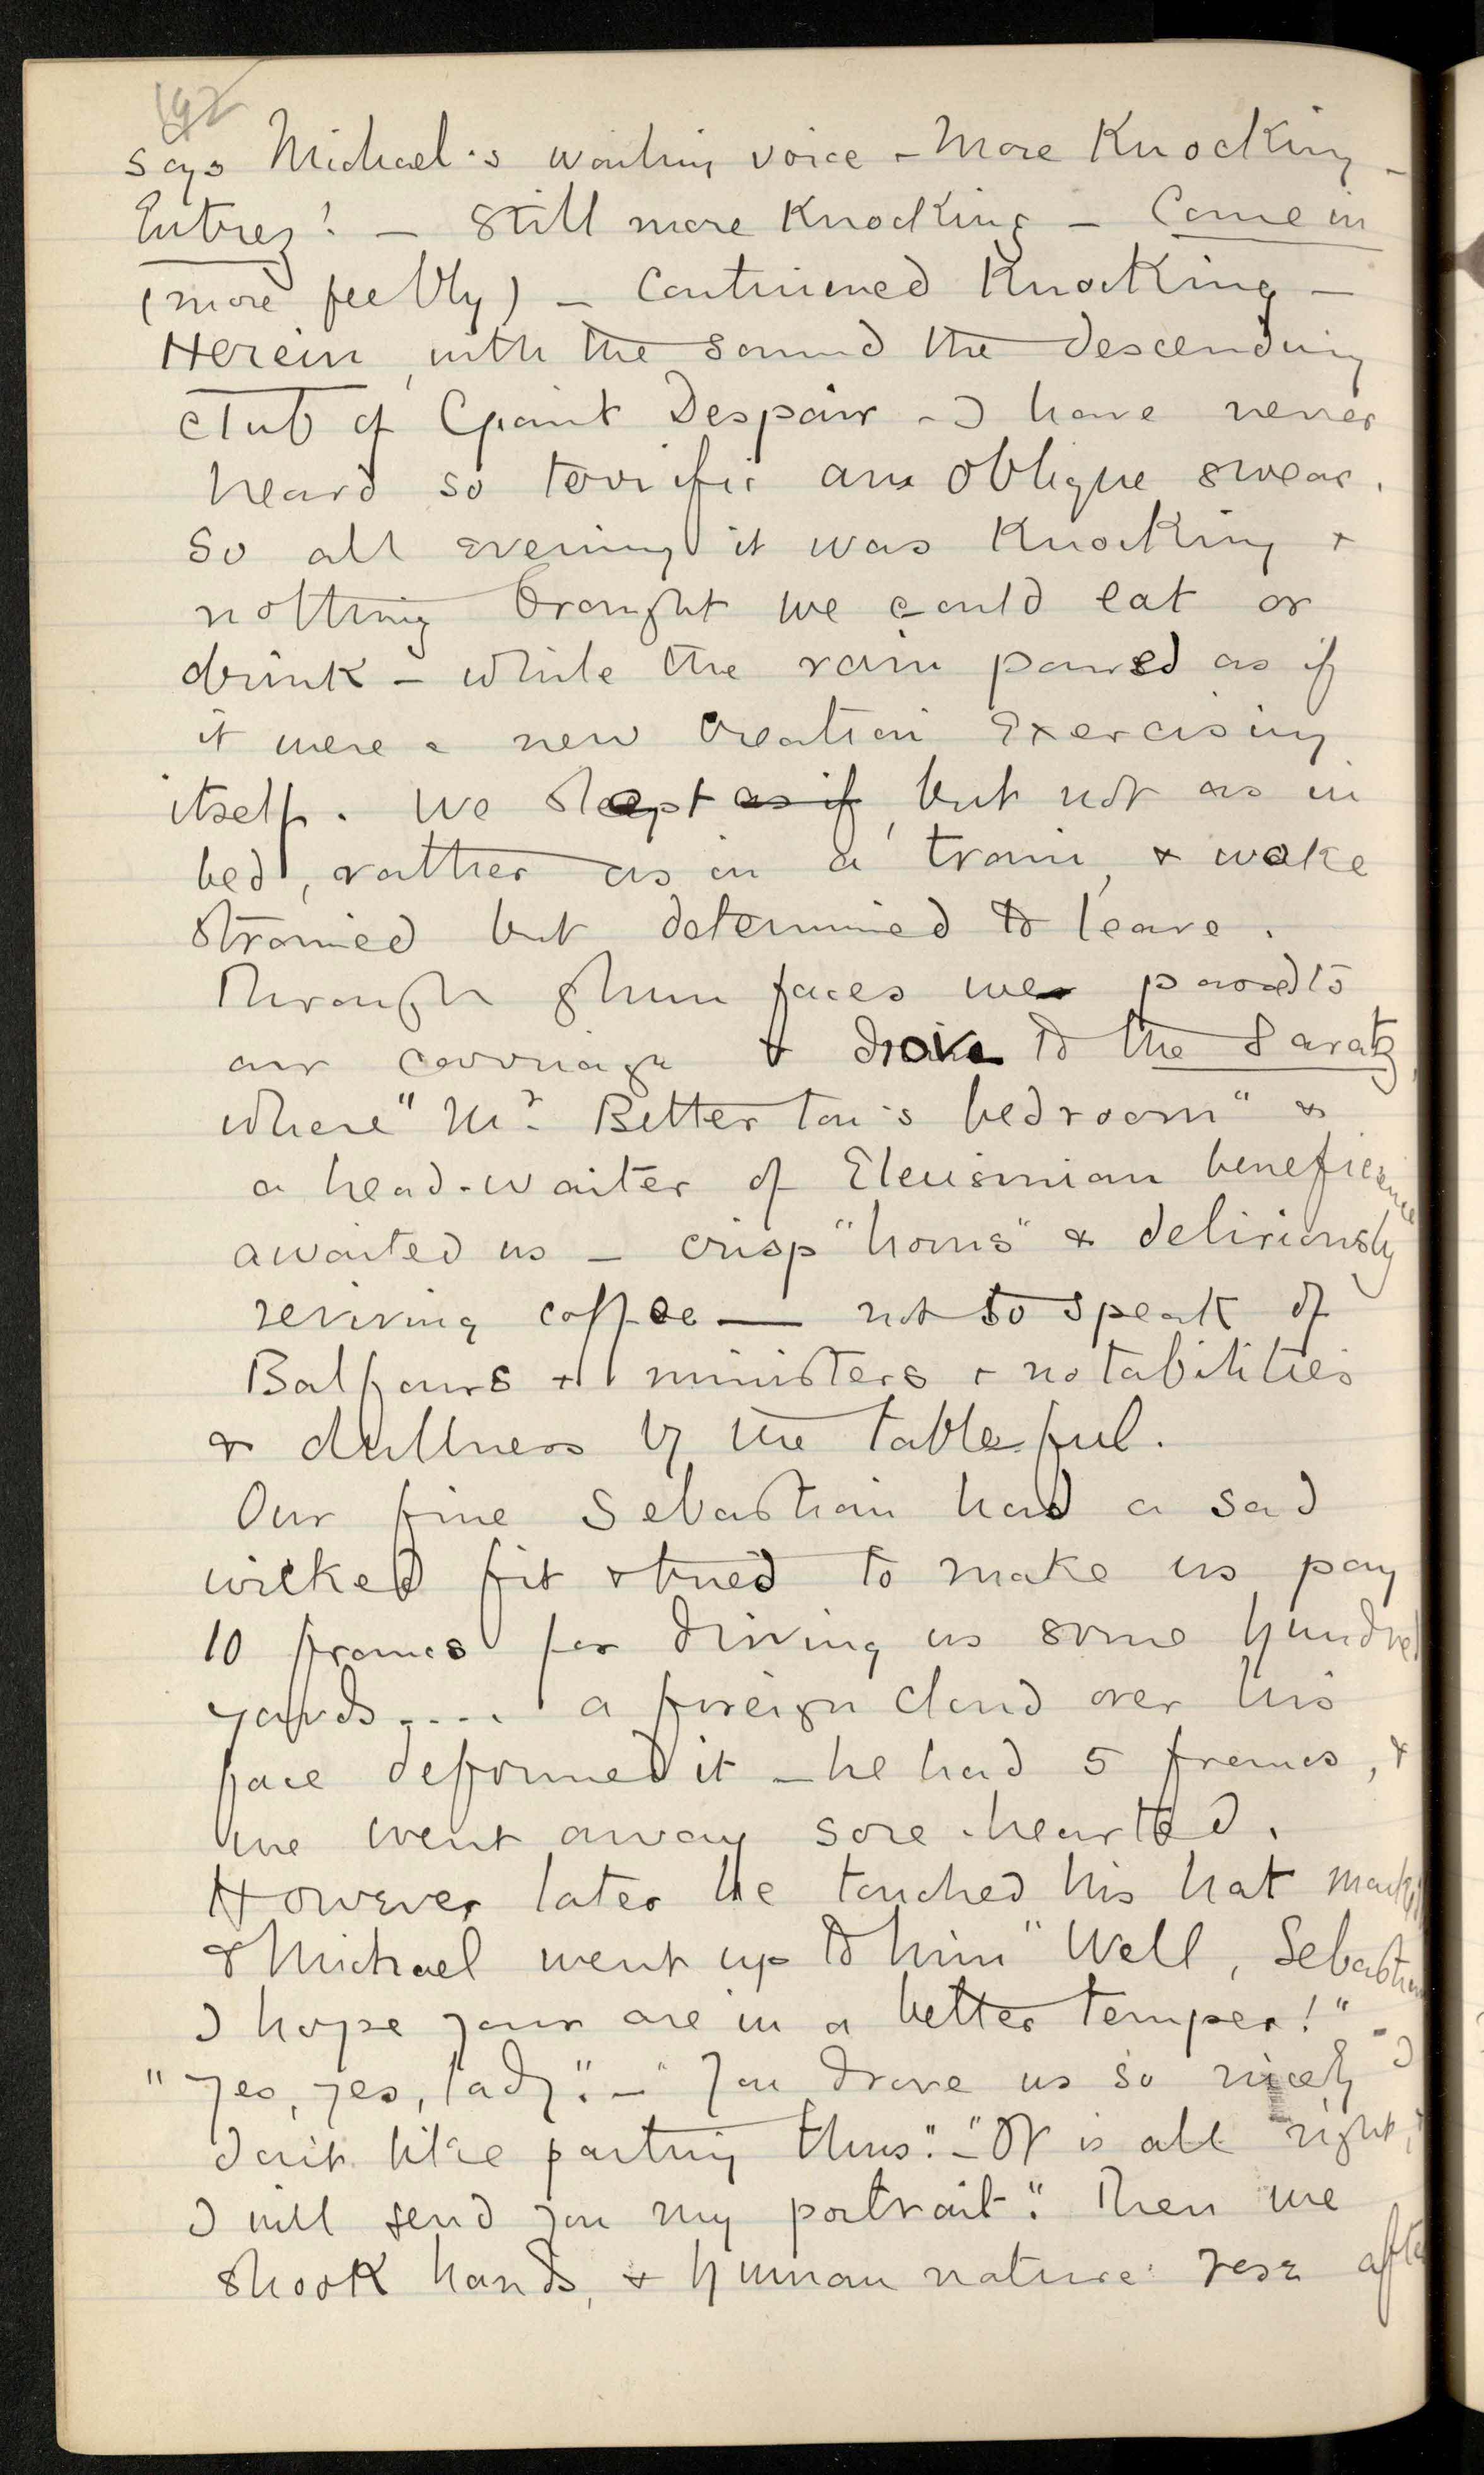 192
says Michael's wailing voice – More Knocking –
Entrez! – Still more Knocking – Come in
(more feebly) – Continued Knocking –
Herein, with the sound the descending
club of Giant Despair – I have never
heard so terrific an oblique swear.
So all evening it was Knocking &
nothing brought we could eat or
drink – while the rain poured as if
it were a new creation exercising
itself. We slept as if, but not as in
bed, rather as in a train, & woke
strained but determined to leave.
Through glum faces we passed to
our carriage & drove to the Saratz,
where "Mr Betterton's bedroom" &
a head-waiter of Eleusinian beneficence
awaited us – crisp "horns" & deliriously
reviving coffee — not to speak of
Balfours & ministers & notabilities
& dullness by the tableful.
Our fine Sebastian had a sad
wicked fit & tried to make us pay
10 francs for driving us some hundred
yards .... a foreign cloud over his
face deformed it – he had 5 francs, &
we went away sore-hearted.
However later he touched his hat
& Michael went up to him "Well, Sebastian
I hope your are in a better temper!"
"Yes, yes, lady." – "You drove us so nicely – I
don't like parting thus." – "It is all right,
I will send you my portrait." Then we
shook hands, & human nature rose after